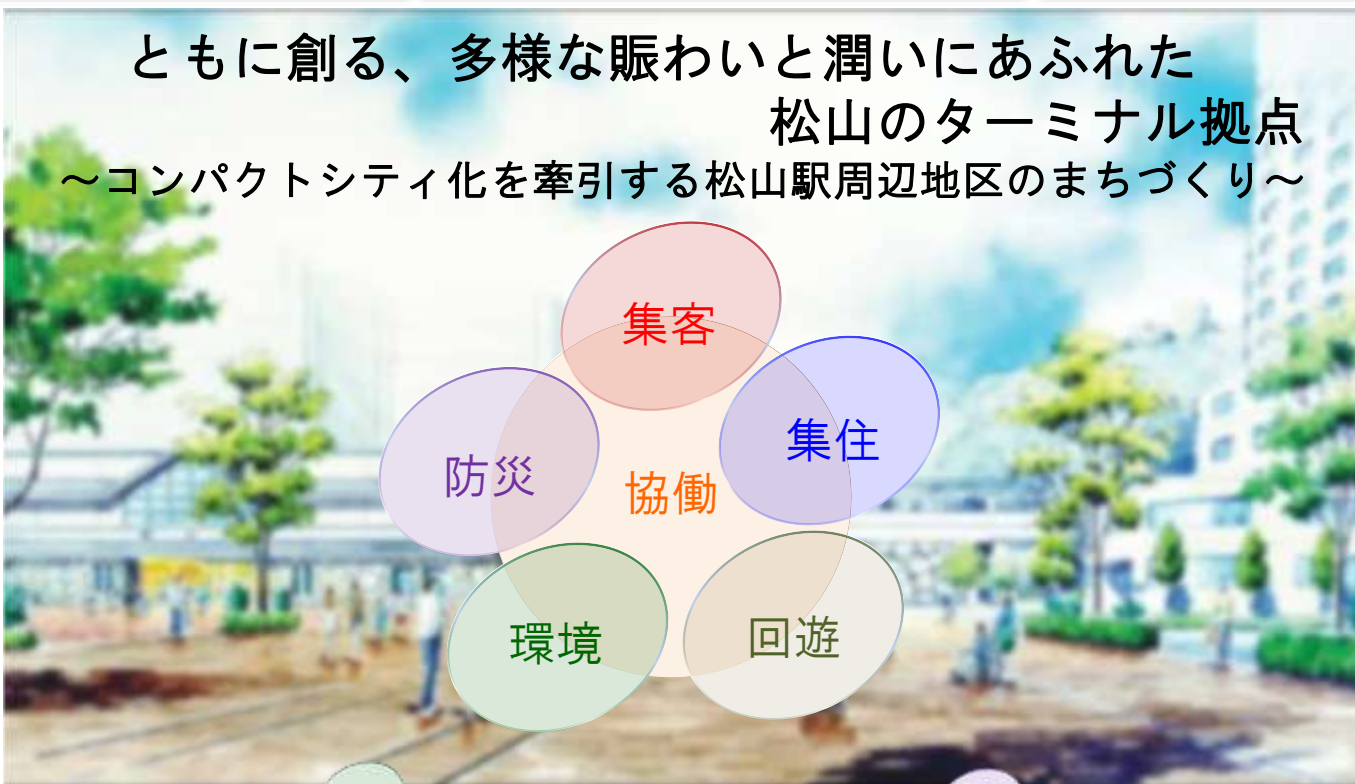 ともに創る、多様な賑わいと潤いにあふれた
松山のターミナル拠点
～コンパクトシティ化を牽引する松山駅周辺地区のまちづくり～
集客
集住
防災
協働
環境
回遊